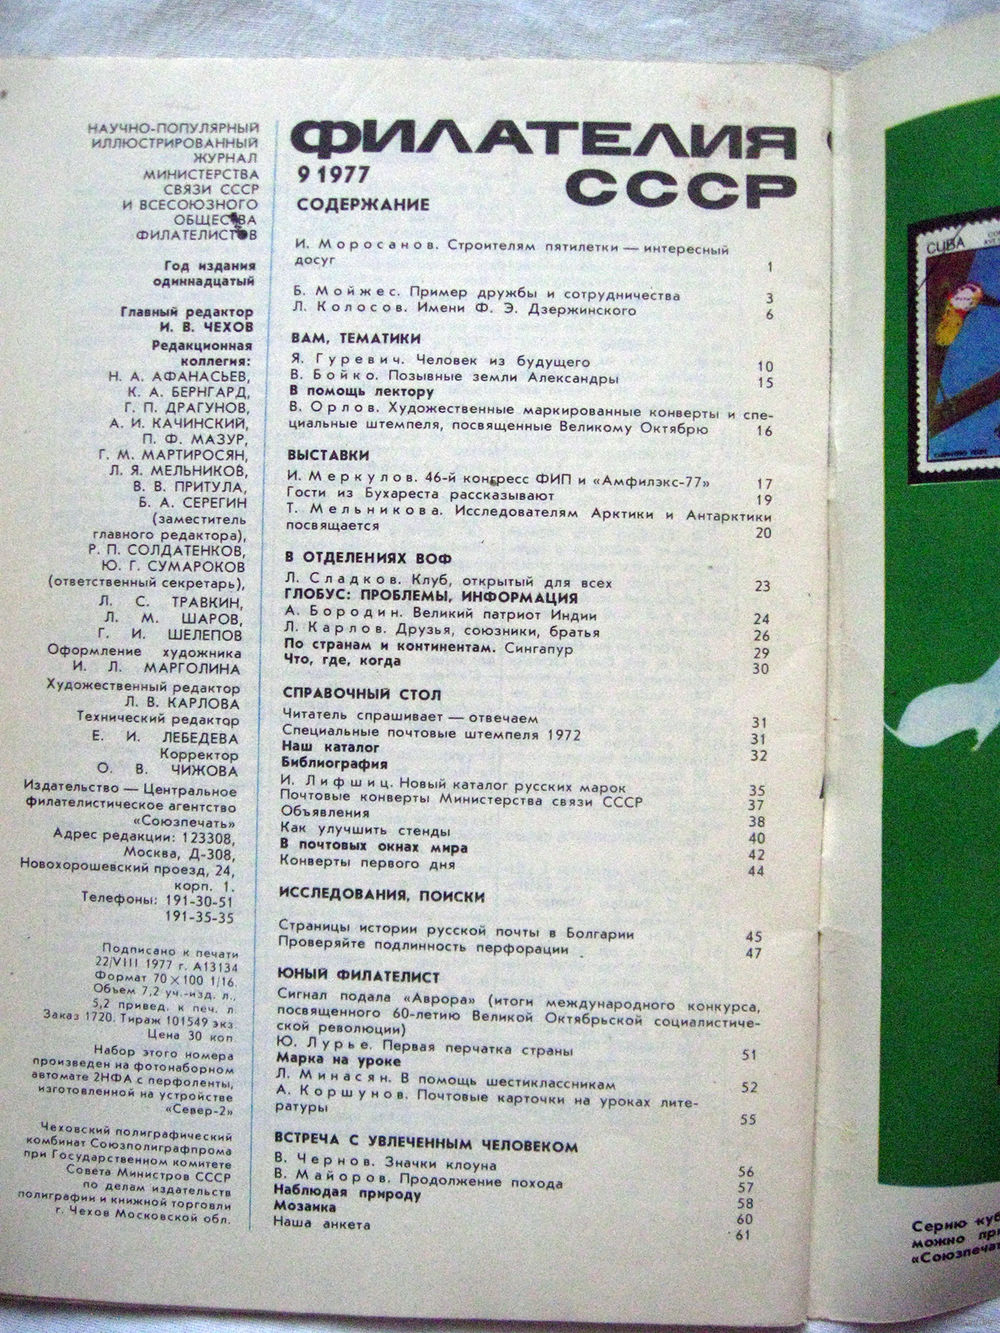 НАУЧНО-ПОПУЛЯРНЫЙ
ИЛЛЮСТРИРОВАННЫЙ
ЖУРНАЛ
МИНИСТЕРСТВА
СВЯЗИ СССР
И ВСЕСОЮЗНОГО
ОБЩЕСТВА
ФИЛАТЕЛИСТОВ
Год издания
одиннадцатый
Главный редактор
И. В. ЧЕХОВ
Редакционная
коллегия:
Н. А. АФАНАСЬЕВ,
К. А. БЕРНГАРД,
Г. П. ДРАГУНОВ,
А. И. КАЧИНСКИЙ,
П. Ф. МАЗУР,
Г. М. МАРТИРОСЯН,
Л. Я. МЕЛЬНИКОВ,
В. В. ПРИТУЛА,
Б. А. СЕРЕГИН
(заместитель
главного редактора),
Р. П. СОЛДАТЕНКОВ,
Ю. Г. СУМАРОКОВ
(ответственный секретарь),
Л. С. ТРАВКИН,
Л. М. ШАРОВ,
Г. И. ШЕЛЕПОВ
Оформление художника
И. Л. МАРГОЛИНА
Художественный редактор
Л. В. КАРЛОВА
Технический редактор
Е. И. ЛЕБЕДЕВА
Корректор
О. В. ЧИЖОВА
Издательство — Центральное
филателистическое агентство
«Союзпечать»
Адрес редакции: 123308,
Москва, Д-308,
Новохорошевский проезд, 24,
корп. 1.
Телефоны: 191-30-51
191-35-35
Подписано к печати
22/VIII 1977 г. А13134
Формат 70×100 1/16.
Объем 7,2 уч.-изд. л.,
5,2 привед. к печ. л
Заказ 1720. Тираж 101549 экз.
Цена 30 коп.
Набор этого номера
произведен на фотонаборном
автомате 2НФА с перфоленты,
изготовленной на устройстве
«Север-2»
Чеховский полиграфический
комбинат Союзполиграфпрома
при Государственном комитете
Совета Министров СССР
по делам издательств
полиграфии и книжной торговли
г. Чехов Московской обл.
ФИЛАТЕЛИЯ
СССР
9 1977
СОДЕРЖАНИЕ
И. Моросанов. Строителям пятилетки — интересный
досуг 1
Б. Мойжес. Пример дружбы и сотрудничества 3
Л. Колосов. Имени Ф. Э. Дзержинского 6
ВАМ, ТЕМАТИКИ
Я. Гуревич. Человек из будущего 10
В. Бойко. Позывные земли Александры 15
В помощь лектору
В. Орлов. Художественные маркированные конверты и спе-
циальные штемпеля, посвященные Великому Октябрю 16
ВЫСТАВКИ
И. Меркулов. 46-й конгресс ФИП и «Амфилэкс-77» 17
Гости из Бухареста рассказывают 19
Т. Мельникова. Исследователям Арктики и Антарктики
посвящается 20
В ОТДЕЛЕНИЯХ ВОФ
Л. Сладков. Клуб, открытый для всех 23
ГЛОБУС: ПРОБЛЕМЫ, ИНФОРМАЦИЯ
А. Бородин. Великий патриот Индии 24
Л. Карлов. Друзья, союзники, братья 26
По странам и континентам. Сингапур 29
Что, где, когда 30
СПРАВОЧНЫЙ СТОЛ
Читатель спрашивает — отвечаем 31
Специальные почтовые штемпеля 1972 31
Наш каталог 32
Библиография
И. Лифшиц. Новый каталог русских марок 35
Почтовые конверты Министерства связи СССР 37
Объявления 38
Как улучшить стенды 40
В почтовых окнах мира 42
Конверты первого дня 44
ИССЛЕДОВАНИЯ, ПОИСКИ
Страницы истории русской почты в Болгарии 45
Проверяйте подлинность перфорации 47
ЮНЫЙ ФИЛАТЕЛИСТ
Сигнал подала «Аврора» (итоги международного конкурса,
посвященного 60-летию Великой Октябрьской социалистиче-
ской революции)
Ю. Лурье. Первая перчатка страны 51
Марка на уроке
Л. Минасян. В помощь шестиклассникам 52
А. Коршунов. Почтовые карточки на уроках лите-
ратуры 55
ВСТРЕЧА С УВЛЕЧЕННЫМ ЧЕЛОВЕКОМ
В. Чернов. Значки клоуна 56
В. Майоров. Продолжение похода 57
Наблюдая природу 58
Мозаика 60
Наша анкета 61
CUBA
Серию куб
можно при
«Союзпечат